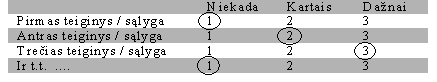 Niekada Kartais Dažnai
Pirmas teiginys / sąlyga 1 2 3
Antras teiginys / sąlyga 1 2 3
Trečias teiginys / sąlyga 1 2 3
Ir t.t. .... 1 2 3